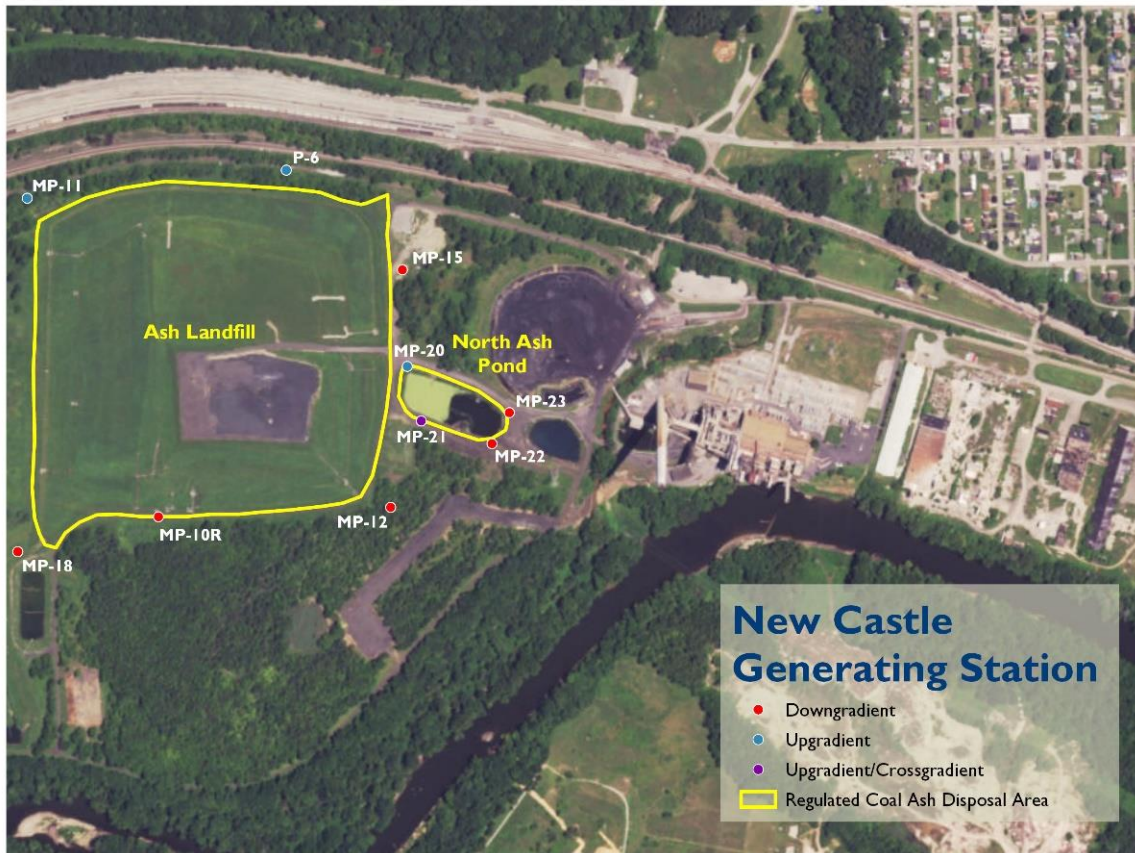 P-6
MP-11
MP-15
Ash Landfill
MP-20
North Ash
Pond
MP-23
MP-21
MP-22
MP-12
MP-10R
MP-18
New Castle
Generating Station
Downgradient
Upgradient
Upgradient/Crossgradient
Regulated Coal Ash Disposal Area